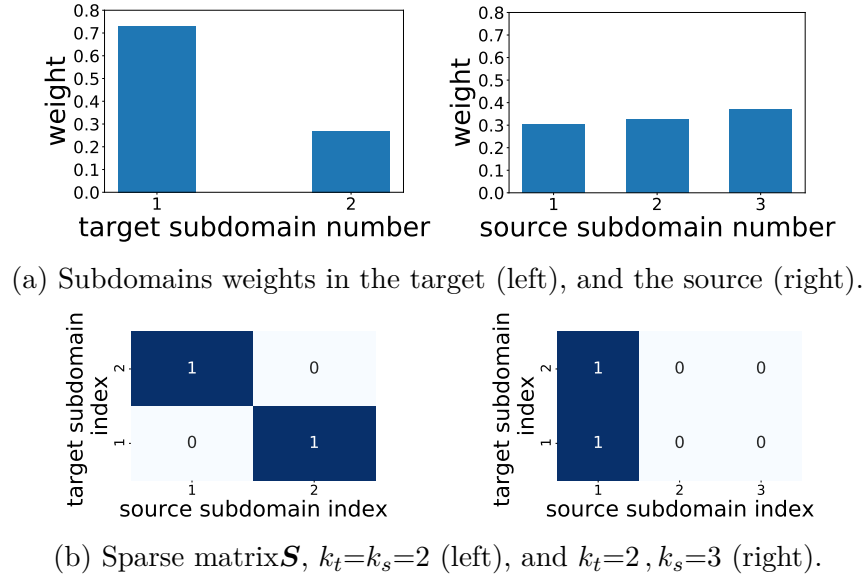 0.8
0.7
0.6
0.5
0.4
0.3
0.2
0.1
0.0
weight
1 2
target subdomain number
0.8
0.7
0.6
0.5
0.4
0.3
0.2
0.1
0.0
weight
1 2 3
source subdomain number
(a) Subdomains weights in the target (left), and the source (right).
target subdomain
index
2
1
1 0
0 1
1 2
source subdomain index
target subdomain
index
2
1
1 0 0
1 0 0
1 2 3
source subdomain index
(b) Sparse matrixS, kt=ks=2 (left), and kt=2, ks=3 (right).